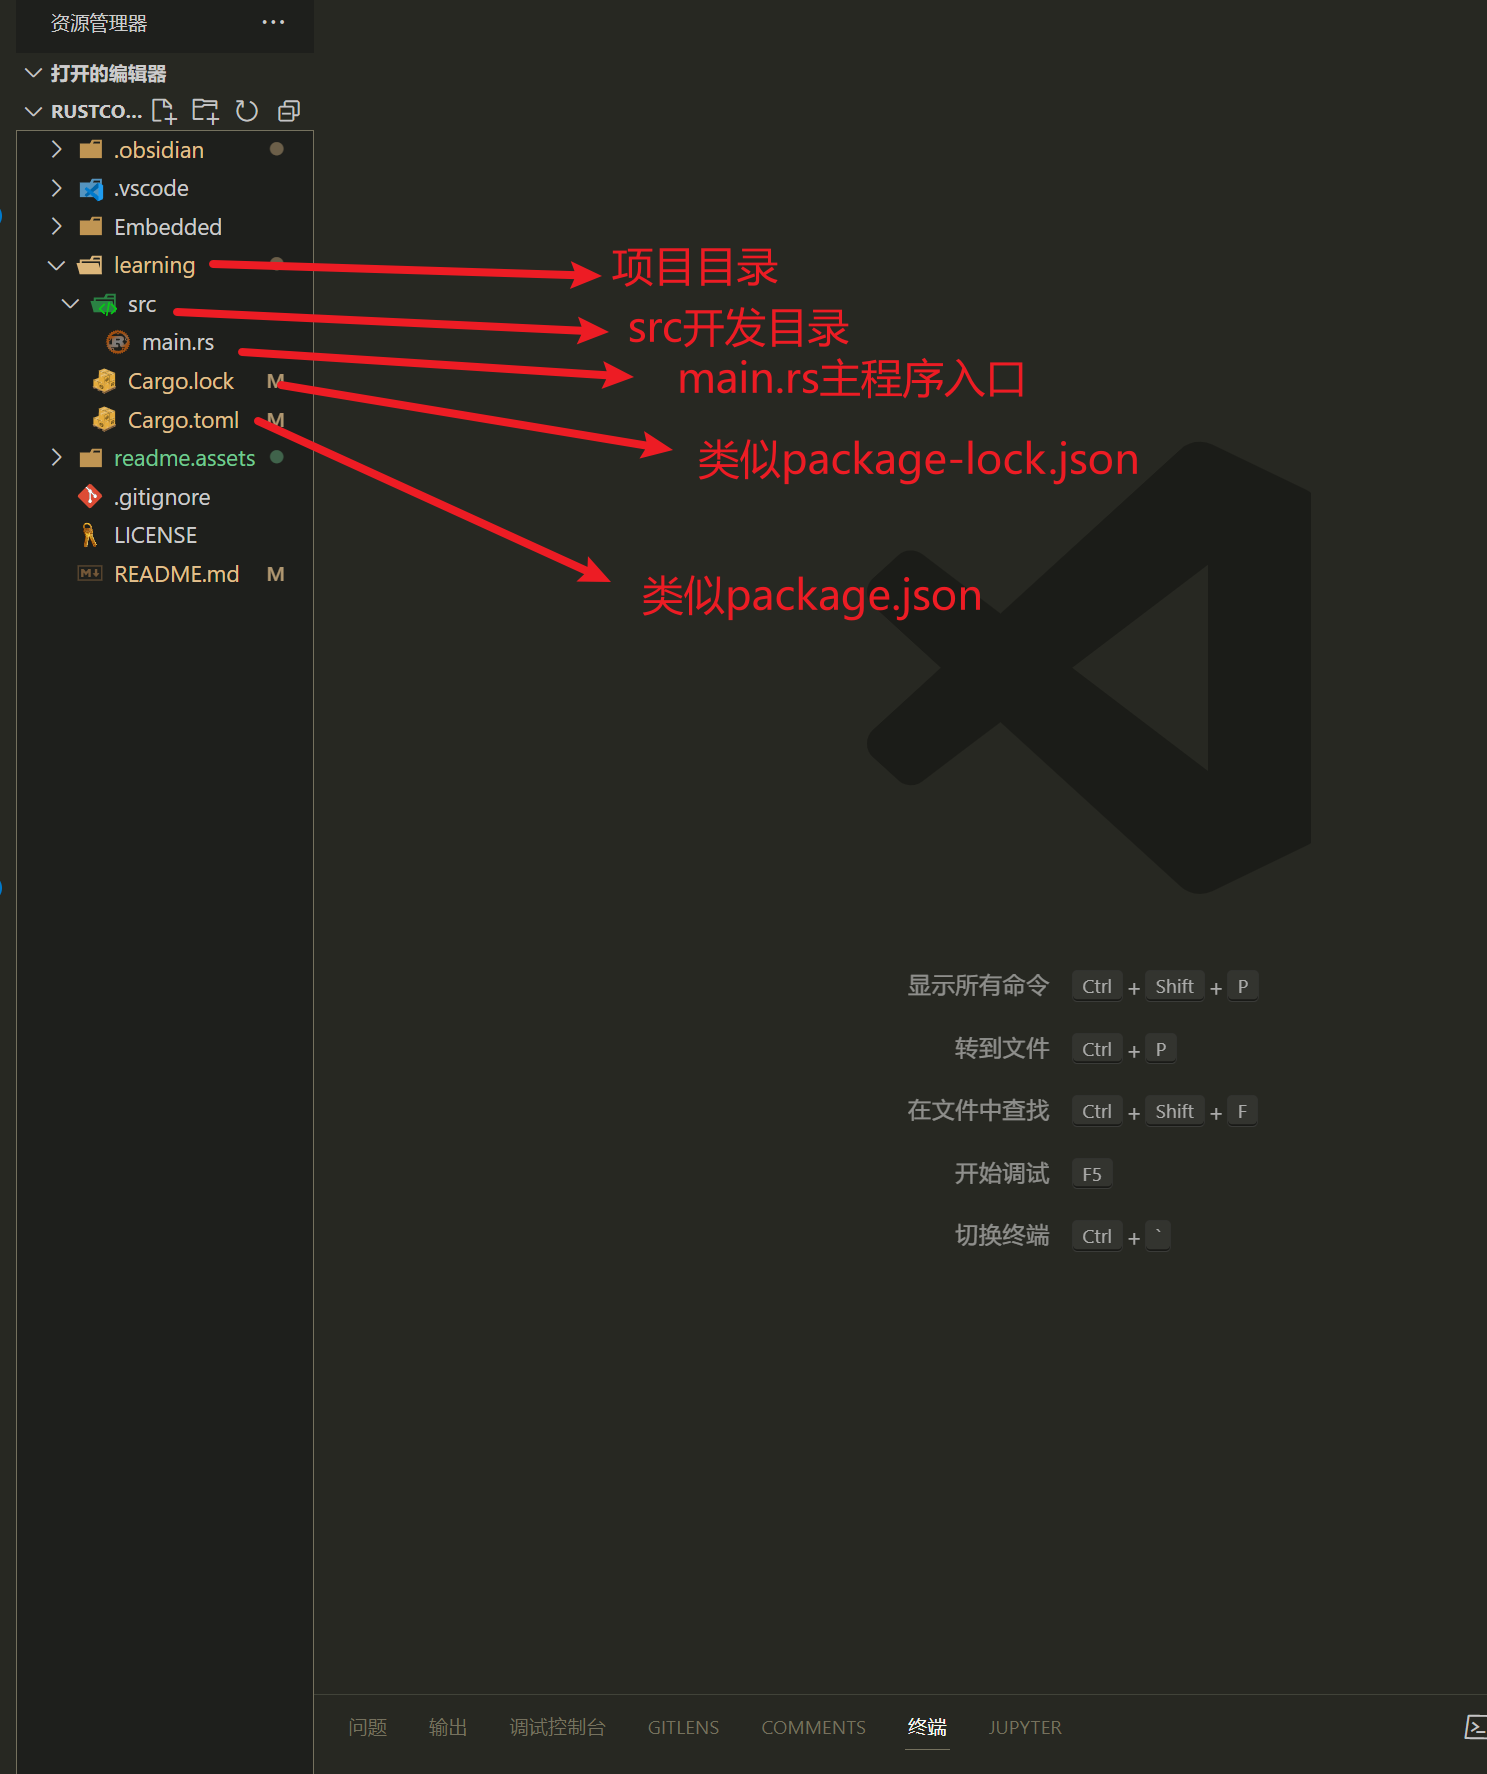 资源管理器 ···
打开的编辑器
RUSTCO...
.obsidian
.vscode
Embedded
learning
项目目录
src
src开发目录
main.rs
main.rs主程序入口
Cargo.lock M
类似package-lock.json
Cargo.toml M
readme.assets
.gitignore
LICENSE
README.md M
类似package.json
显示所有命令 Ctrl + Shift + P
转到文件 Ctrl + P
在文件中查找 Ctrl + Shift + F
开始调试 F5
切换终端 Ctrl + `
问题 输出 调试控制台 GITLENS COMMENTS 终端 JUPYTER